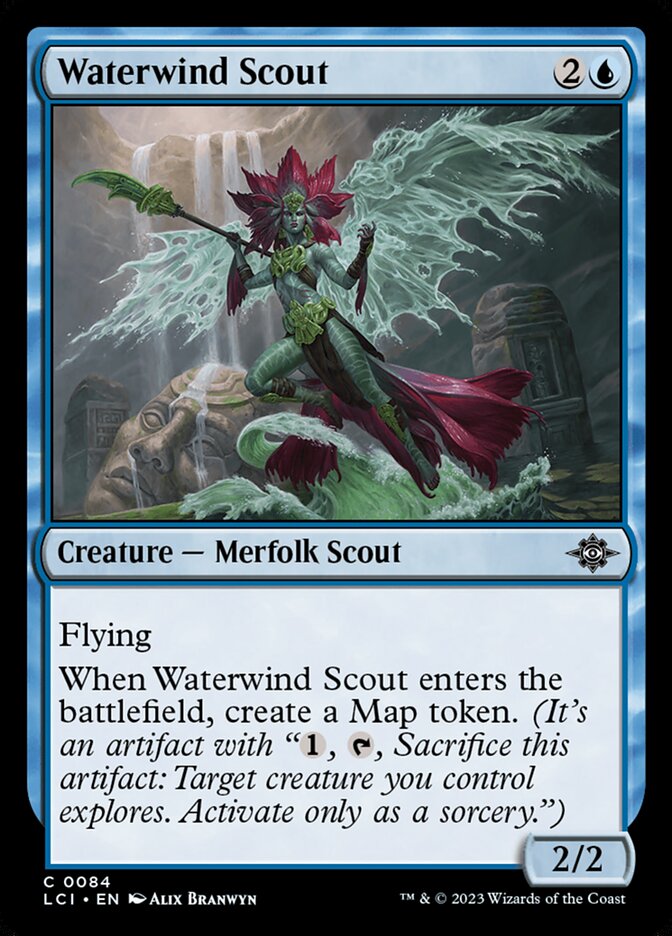 Waterwind Scout 2
Creature — Merfolk Scout
Flying
When Waterwind Scout enters the
battlefield, create a Map token. (It's
an artifact with “1, , Sacrifice this
artifact: Target creature you control
explores. Activate only as a sorcery.”)
2/2
C 0084
LCI • EN Alix Branwyn
™ & © 2023 Wizards of the Coast